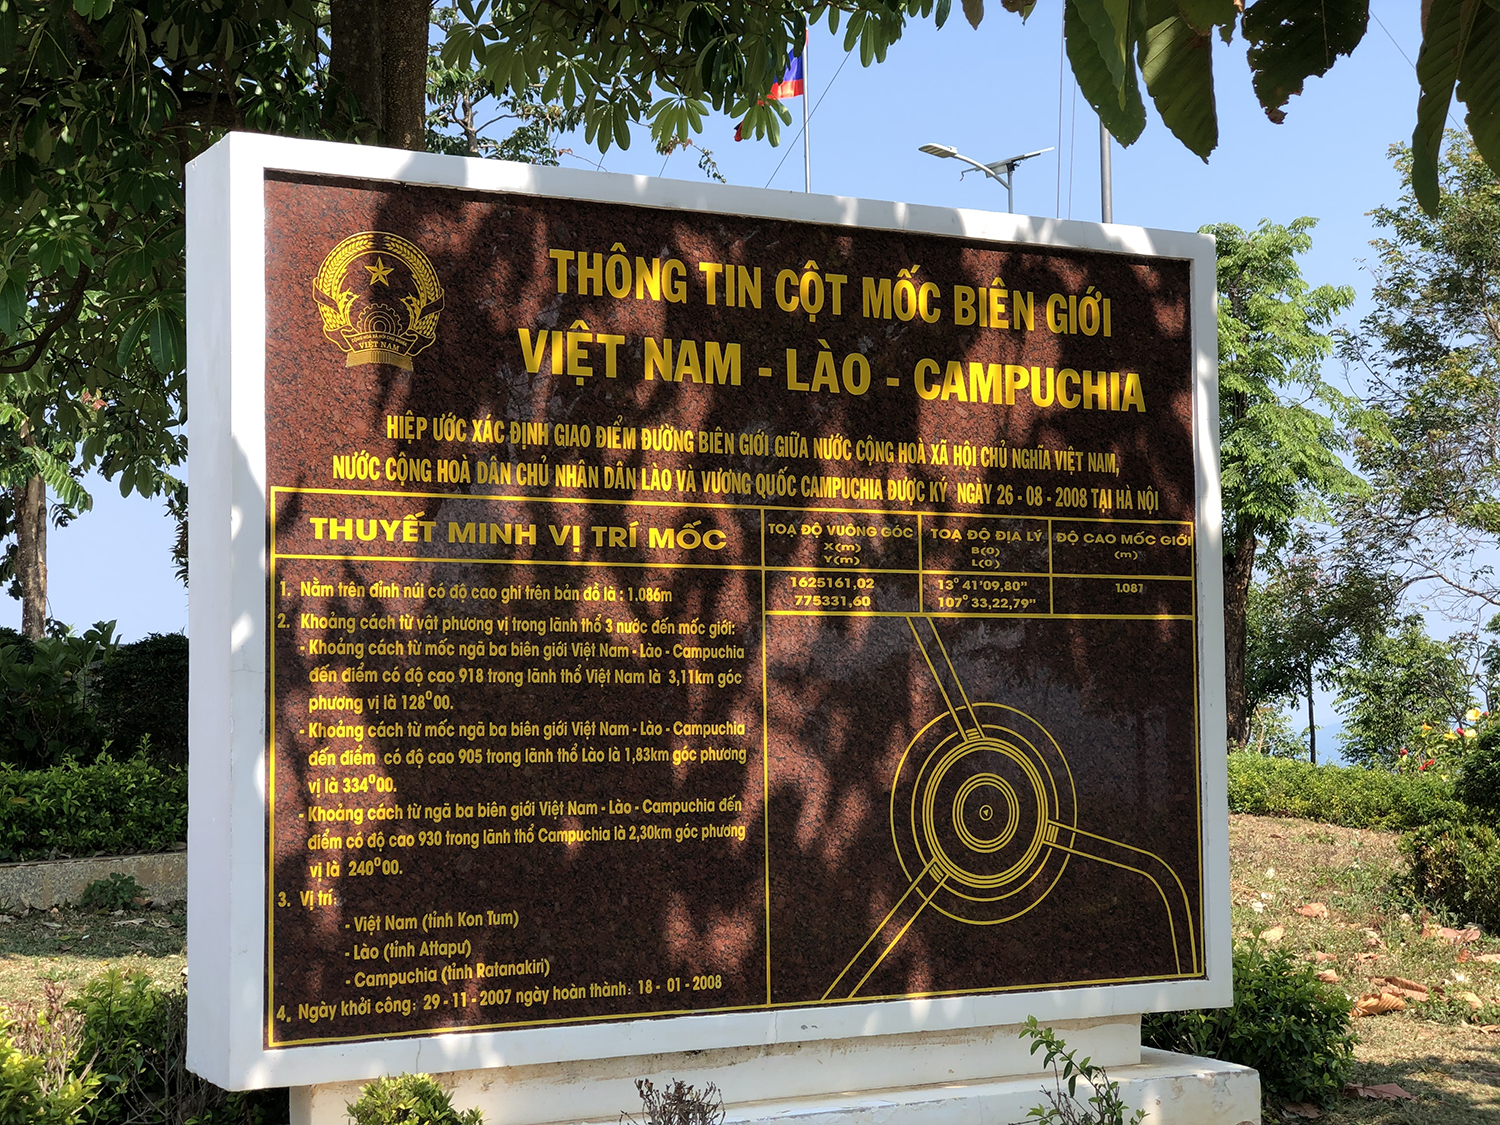 CỘNG HOÀ XÃ HỘI CHỦ NGHĨA
VIỆT NAM
THÔNG TIN CỘT MỐC BIÊN GIỚI
VIỆT NAM - LÀO - CAMPUCHIA
HIỆP ƯỚC XÁC ĐỊNH GIAO ĐIỂM ĐƯỜNG BIÊN GIỚI GIỮA NƯỚC CỘNG HOÀ XÃ HỘI CHỦ NGHĨA VIỆT NAM,
NƯỚC CỘNG HOÀ DÂN CHỦ NHÂN DÂN LÀO VÀ VƯƠNG QUỐC CAMPUCHIA ĐƯỢC KÝ NGÀY 26 - 08 - 2008 TẠI HÀ NỘI
THUYẾT MINH VỊ TRÍ MỐC
1. Nằm trên đỉnh núi có độ cao ghi trên bản đồ là : 1.086m
2. Khoảng cách từ vật phương vị trong lãnh thổ 3 nước đến mốc giới:
- Khoảng cách từ mốc ngã ba biên giới Việt Nam - Lào - Campuchia
đến điểm có độ cao 918 trong lãnh thổ Việt Nam là 3,11km góc
phương vị là 128⁰00.
- Khoảng cách từ mốc ngã ba biên giới Việt Nam - Lào - Campuchia
đến điểm có độ cao 905 trong lãnh thổ Lào là 1,83km góc phương
vị là 334⁰00.
- Khoảng cách từ ngã ba biên giới Việt Nam - Lào - Campuchia đến
điểm có độ cao 930 trong lãnh thổ Campuchia là 2,30km góc phương
vị là 240⁰00.
3. Vị trí:
- Việt Nam (tỉnh Kon Tum)
- Lào (tỉnh Attapư)
- Campuchia (tỉnh Ratanakiri)
4. Ngày khởi công: 29 - 11 - 2007 ngày hoàn thành: 18 - 01 - 2008
TOẠ ĐỘ VUÔNG GÓC
X(m)
Y(m)
1625161,02
775331,60
TOẠ ĐỘ ĐỊA LÝ
B(0)
L(0)
13° 41'09,80"
107° 33,22,79"
ĐỘ CAO MỐC GIỚI
(m)
1.087